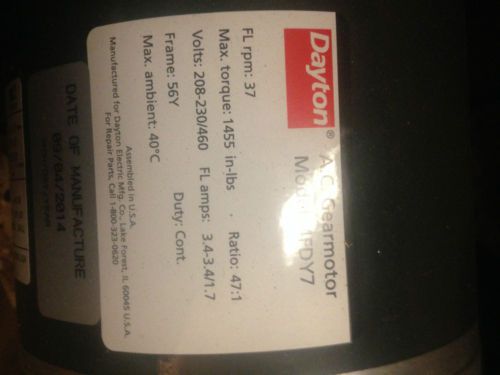 Dayton®
A.C. Gearmotor
FDY7
FL rpm: 37
Max. torque: 1455 in-lbs · Ratio: 47:1
Volts: 208-230/460 FL amps: 3.4-3.4/1.7
Frame: 56Y Duty: Cont.
Max. ambient: 40°C
Assembled in U.S.A.
Manufactured for Dayton Electric Mfg. Co., Lake Forest, IL 60045 U.S.A.
For Repair Parts, Call 1-800-323-0620
DATE OF MANUFACTURE
09/04/2014